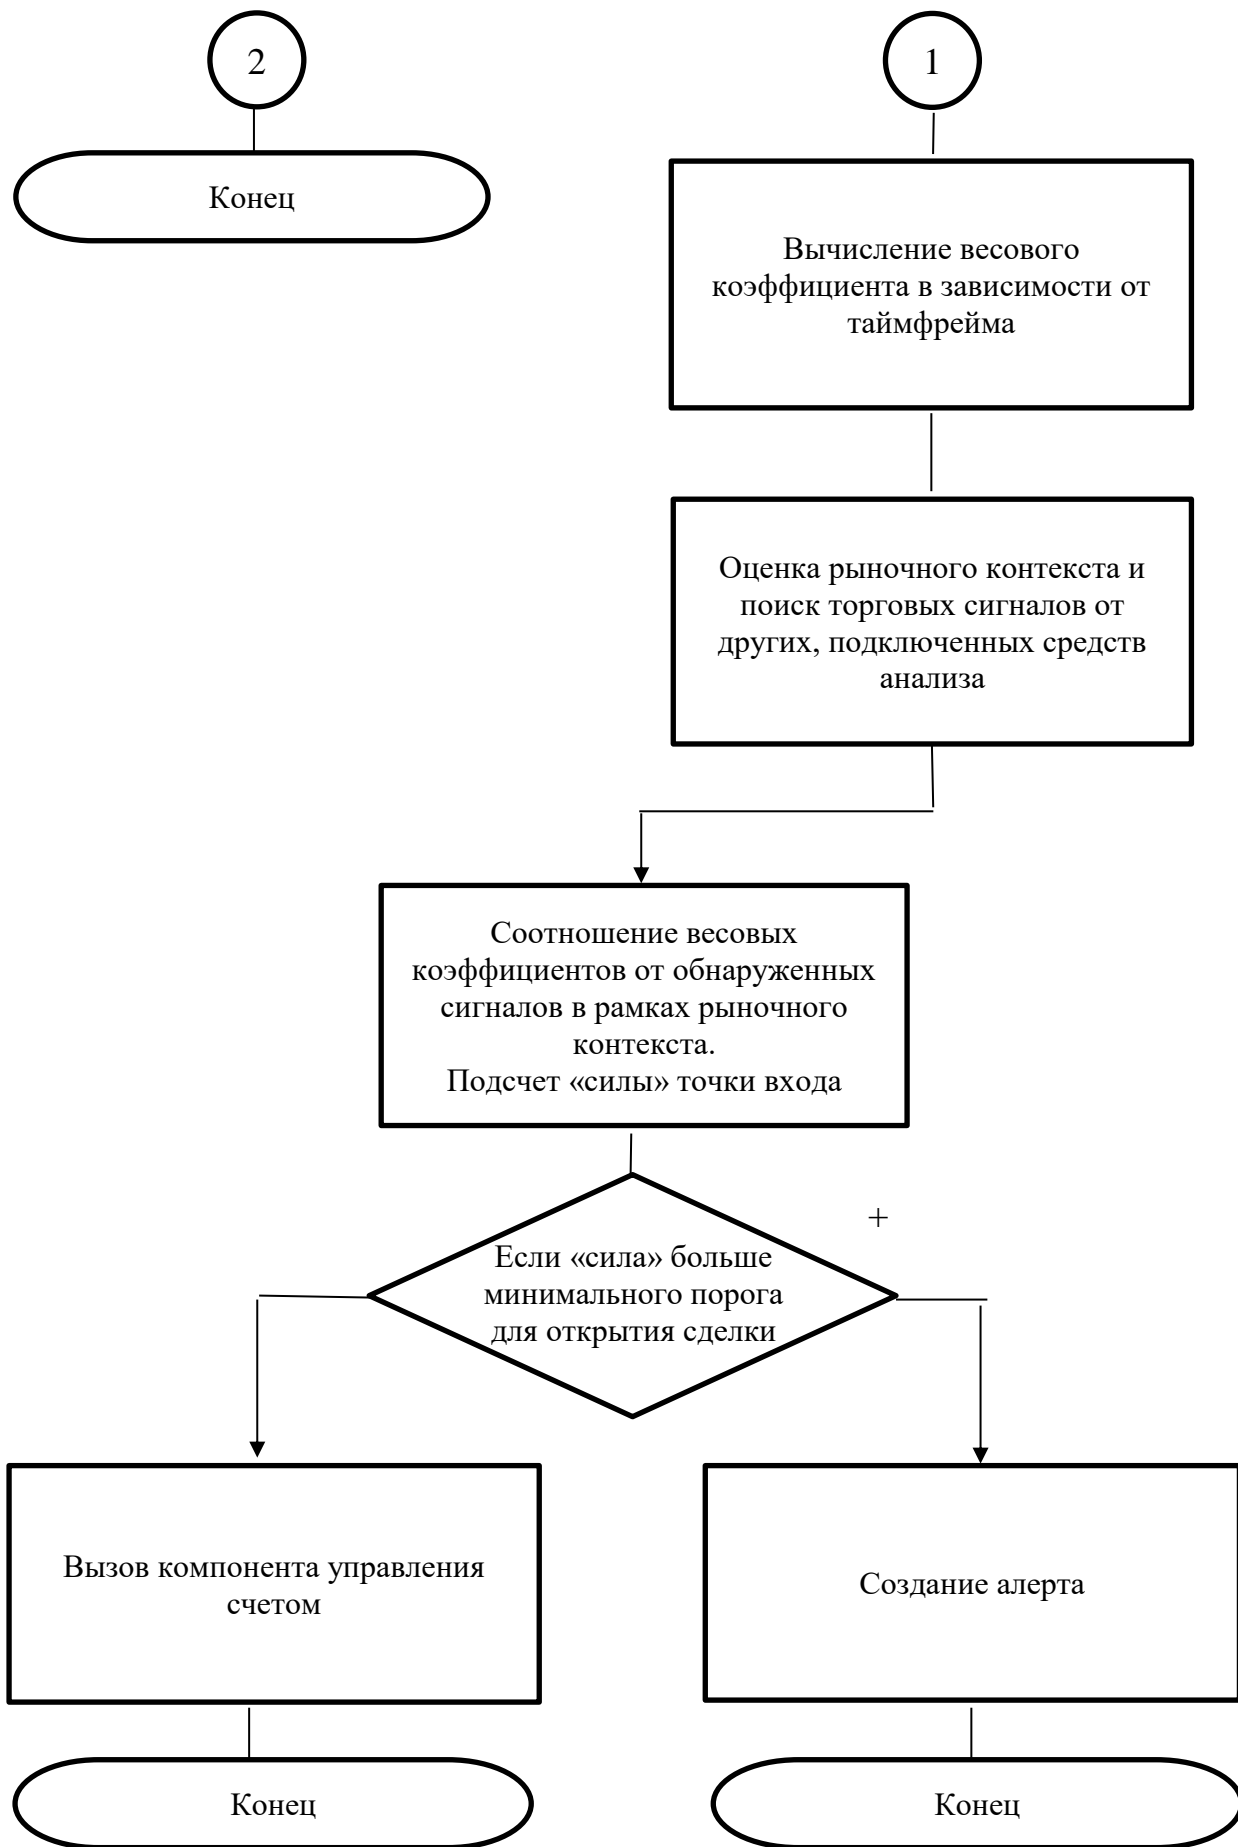 2
1
Конец
Вычисление весового
коэффициента в зависимости от
таймфрейма
Оценка рыночного контекста и
поиск торговых сигналов от
других, подключенных средств
анализа
Соотношение весовых
коэффициентов от обнаруженных
сигналов в рамках рыночного
контекста.
Подсчет «силы» точки входа
+
Если «сила» больше
минимального порога
для открытия сделки
Вызов компонента управления
счетом
Создание алерта
Конец
Конец